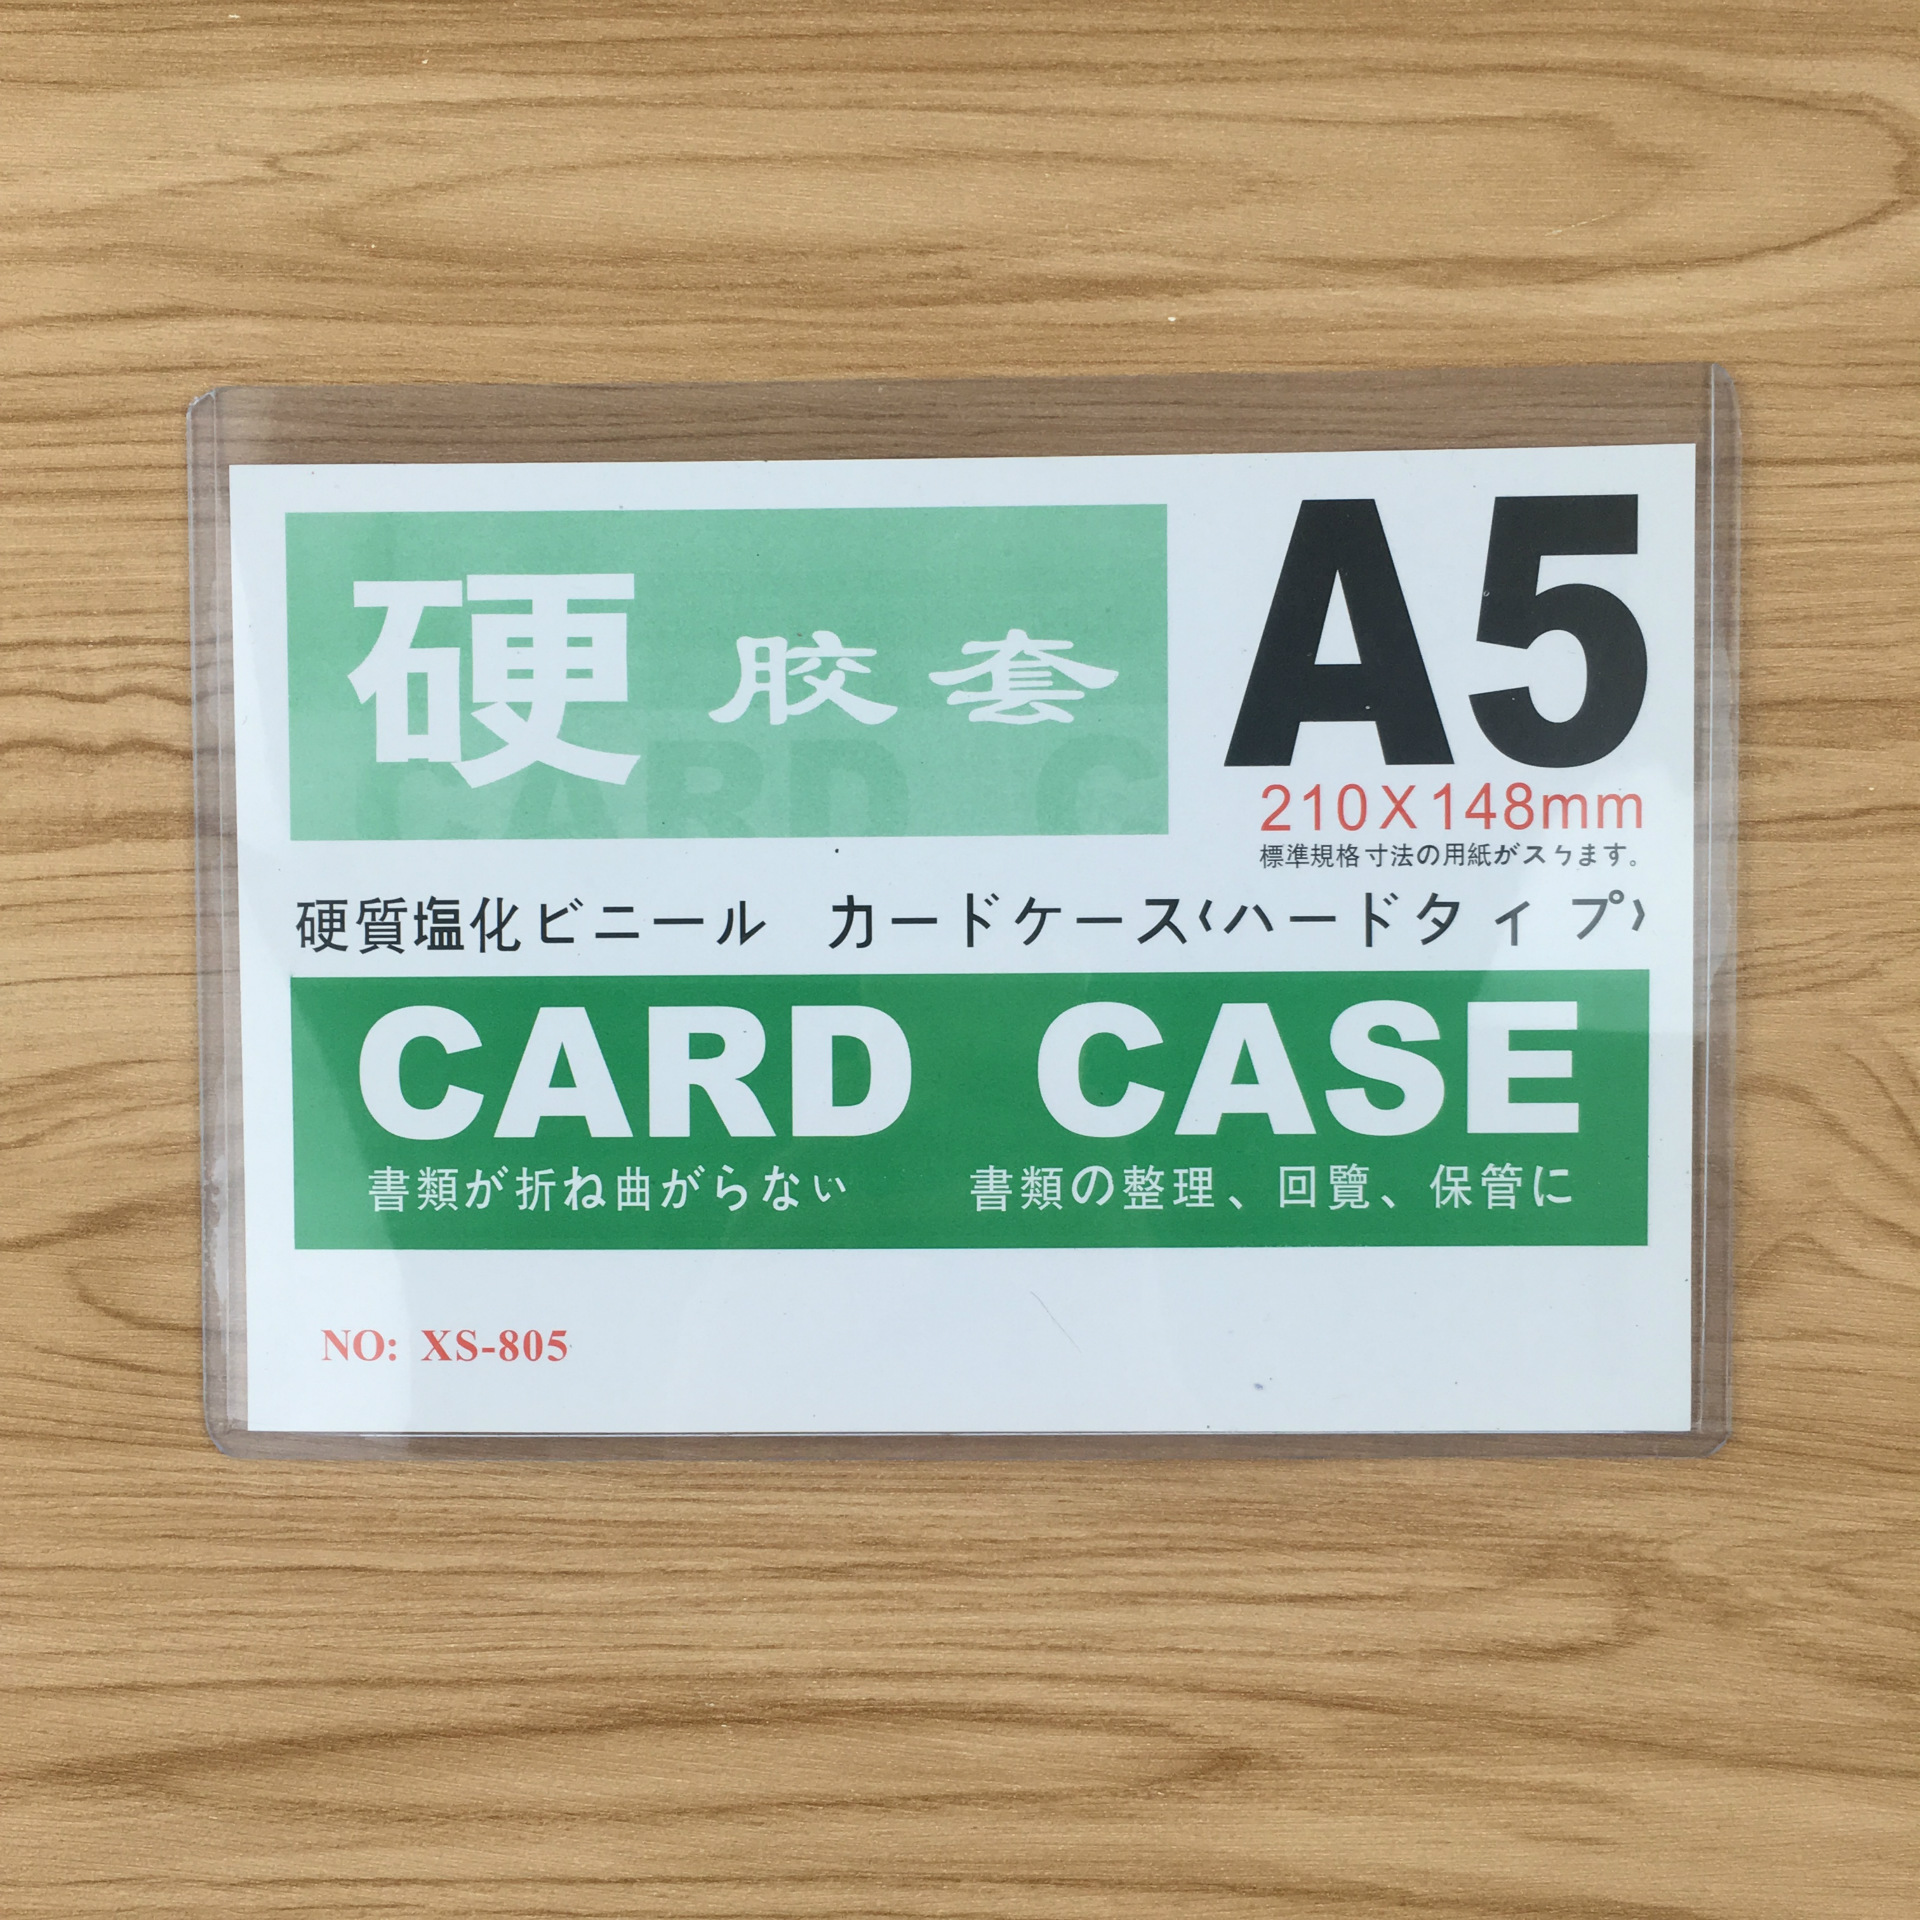 硬 胶 套
A5
210X148mm
標準規格寸法の用紙がスケます。
硬質塩化ビニール カードケース〈ハードタイプ〉
CARD CASE
書類が折ね曲がらない 書類の整理、回覽、保管に
NO: XS-805